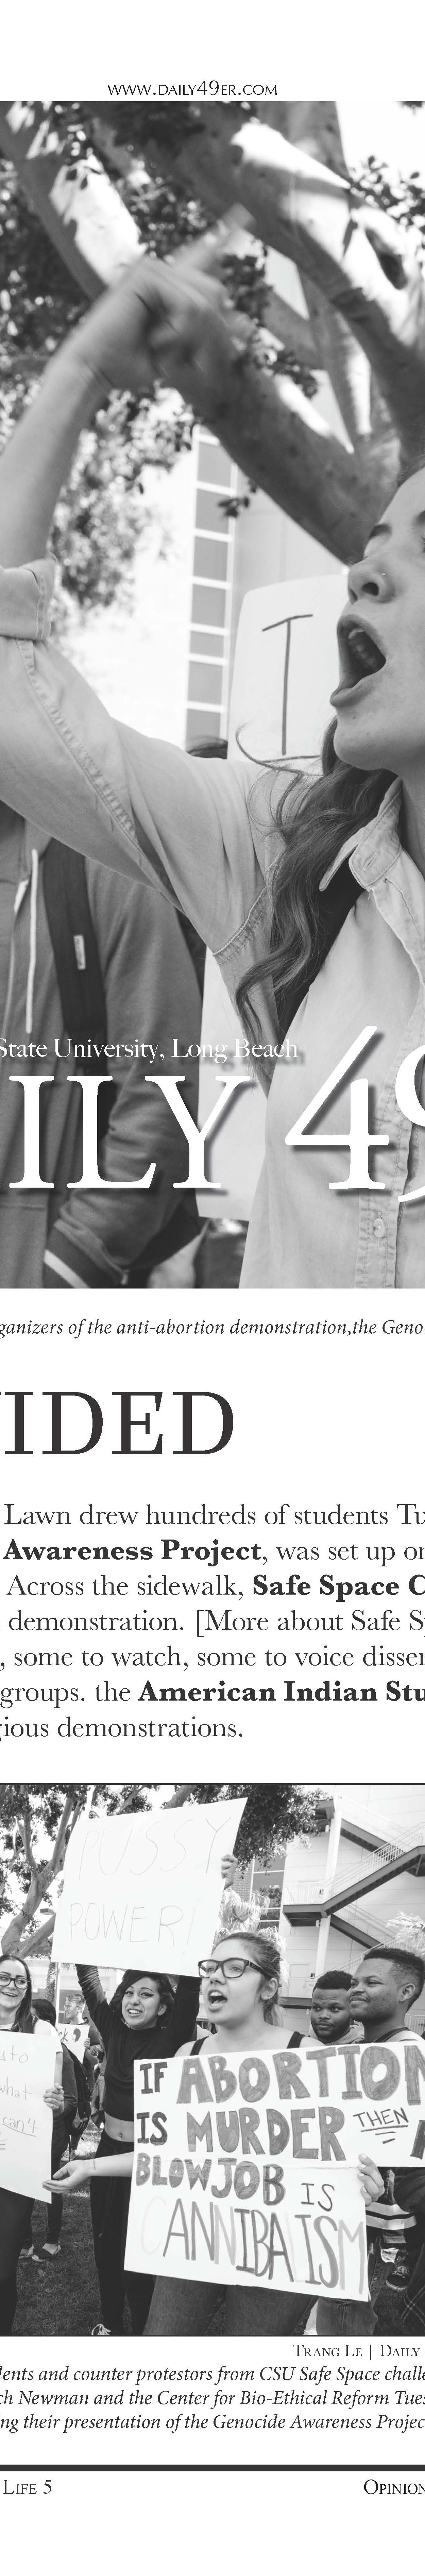 WWW.DAILY49ER.COM
T
State University, Long Beach
ILY 49
ganizers of the anti-abortion demonstration,the Geno
IDED
Lawn drew hundreds of students Tu
Awareness Project, was set up on
Across the sidewalk, Safe Space C
demonstration. [More about Safe Sp
, some to watch, some to voice dissen
groups. the American Indian Stu
gious demonstrations.
PUSSY
POWER!
to
what
can't
IF ABORTION
IS MURDER THEN
BLOWJOB IS
CANNIBALISM
TRANG LE | DAILY
dents and counter protestors from CSU Safe Space challe
ch Newman and the Center for Bio-Ethical Reform Tues
ng their presentation of the Genocide Awareness Projec
LIFE 5
OPINION